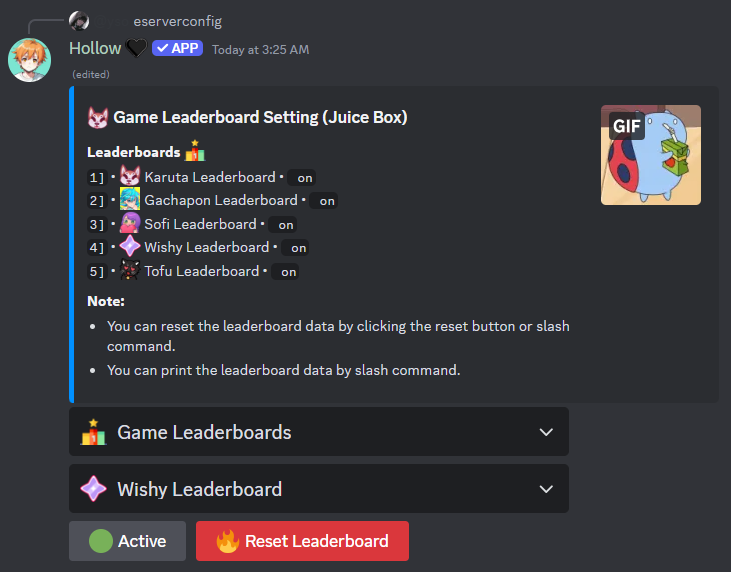 eserverconfig
Hollow 🖤 ✓ APP Today at 3:25 AM
(edited)
Game Leaderboard Setting (Juice Box)
GIF
Leaderboards
1] • Karuta Leaderboard • on
2] • Gachapon Leaderboard • on
3] • Sofi Leaderboard • on
4] • Wishy Leaderboard • on
5] • Tofu Leaderboard • on
Note:
• You can reset the leaderboard data by clicking the reset button or slash
command.
• You can print the leaderboard data by slash command.
Game Leaderboards
Wishy Leaderboard
Active
Reset Leaderboard